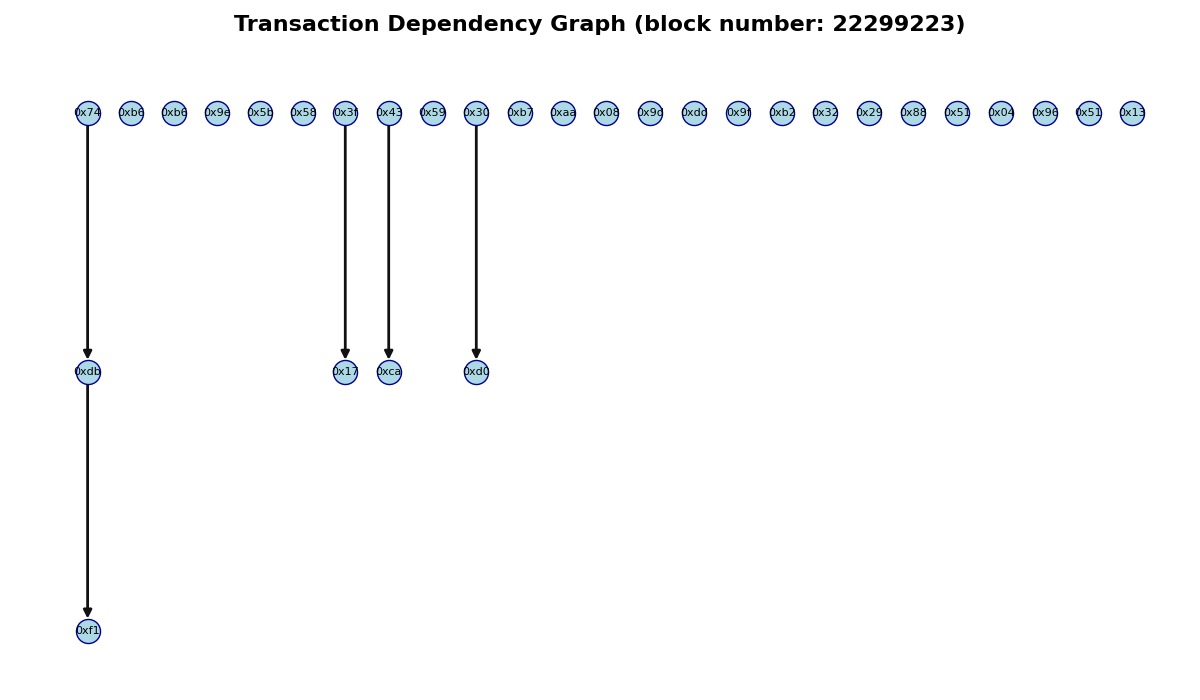 Transaction Dependency Graph (block number: 22299223)
0x74 0xb6 0xb6 0x9e 0x5b 0x58 0x3f 0x43 0x59 0x30 0xb7 0xaa 0x08 0x9d 0xdd 0x9f 0xb2 0x32 0x29 0x88 0x51 0x04 0x96 0x51 0x13
0xdb 0x17 0xca 0xd0
0xf1